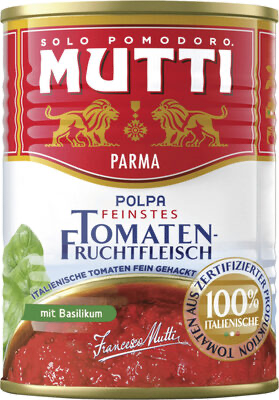 SOLO POMODORO.
MUTTI
PARMA
POLPA
FEINSTES
TOMATEN-
FRUCHTFLEISCH
ITALIENISCHE TOMATEN FEIN GEHACKT
mit Basilikum
TOMATEN AUS ZERTIFIZIERTER PRODUKTION
100%
ITALIENISCHE
Francesco Mutti